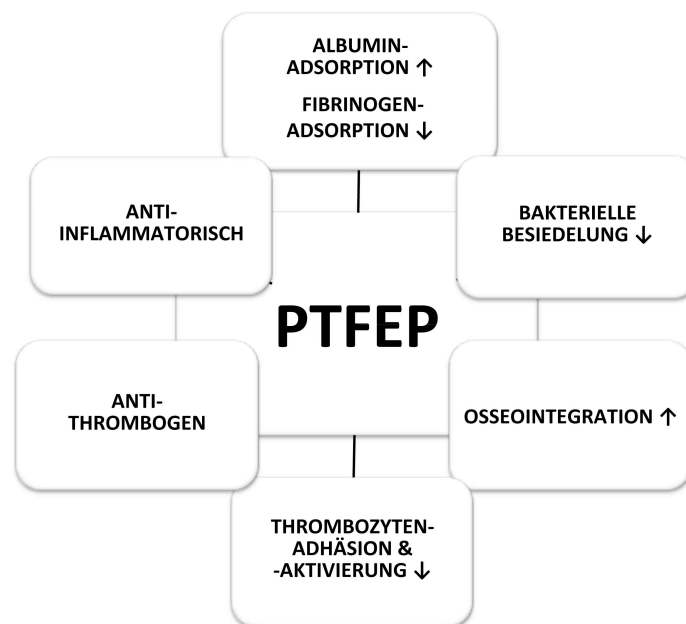 ALBUMIN-
ADSORPTION ↑
FIBRINOGEN-
ADSORPTION ↓
ANTI-
INFLAMMATORISCH
BAKTERIELLE
BESIEDELUNG ↓
PTFEP
ANTI-
THROMBOGEN
OSSEOINTEGRATION ↑
THROMBOZYTEN-
ADHÄSION &
-AKTIVIERUNG ↓